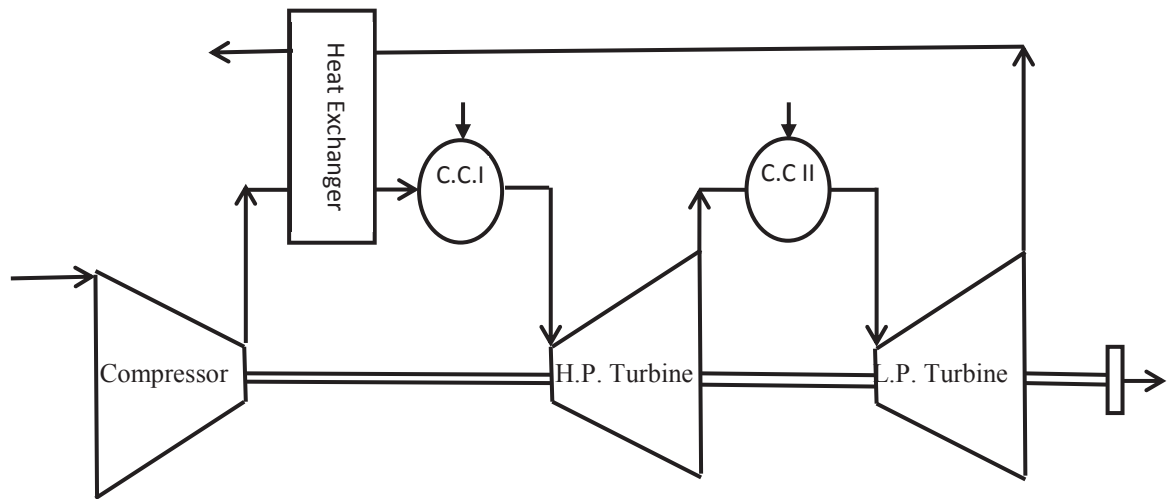 Heat Exchanger
C.C.I
C.C II
Compressor
H.P. Turbine
L.P. Turbine